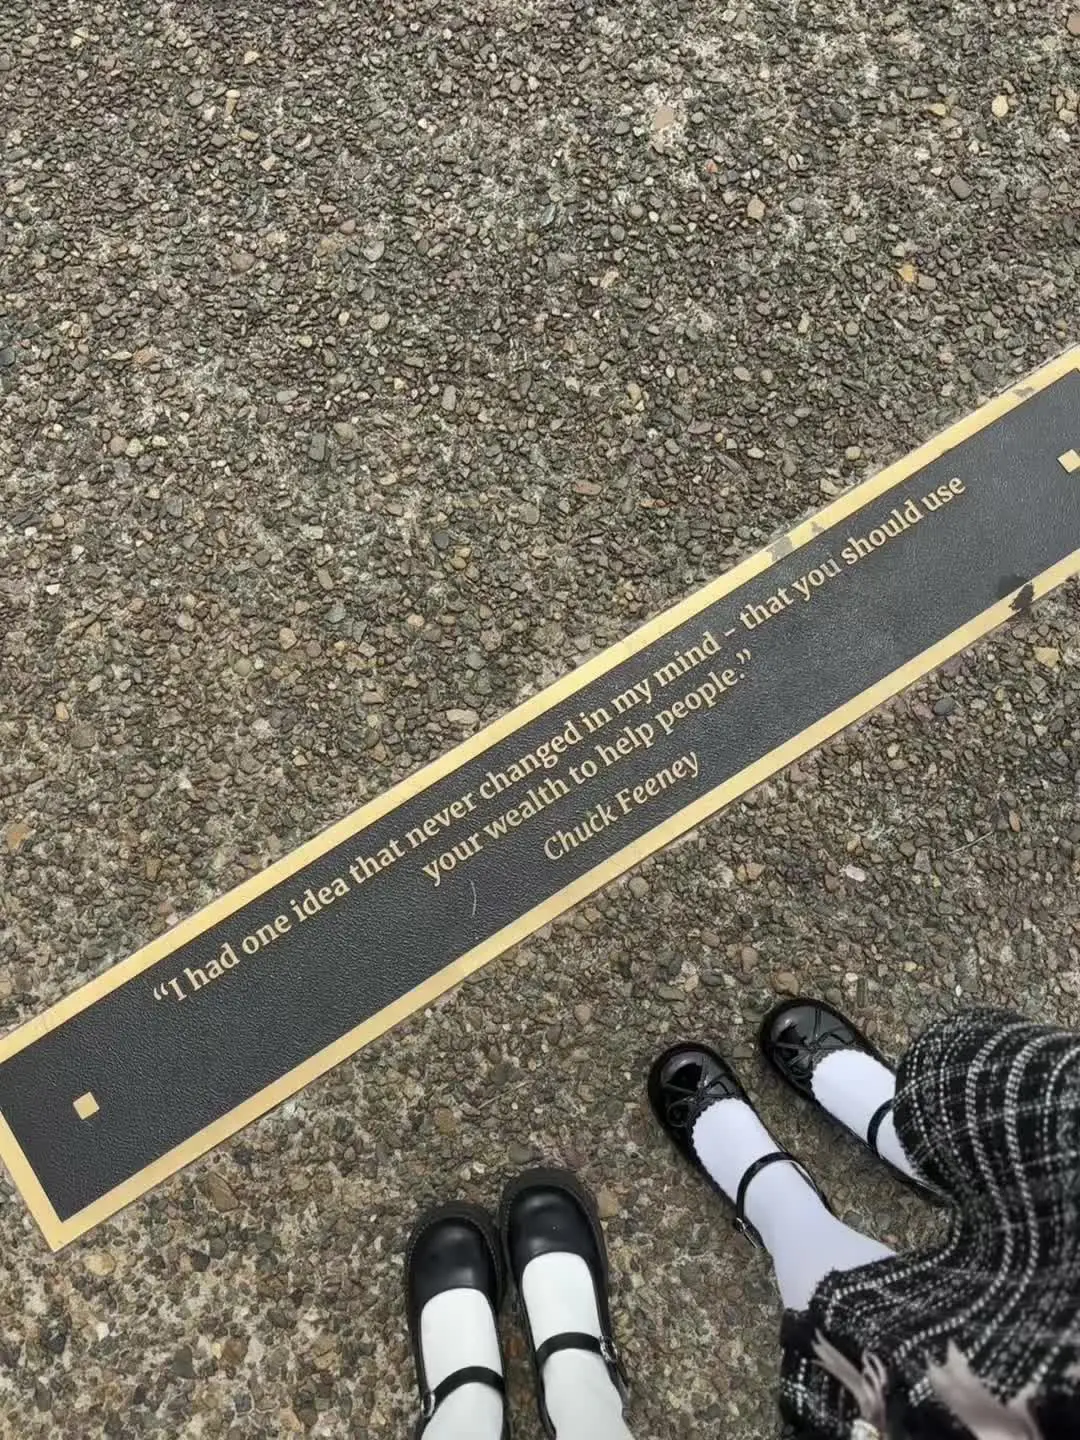 “I had one idea that never changed in my mind – that you should use
your wealth to help people.”
Chuck Feeney